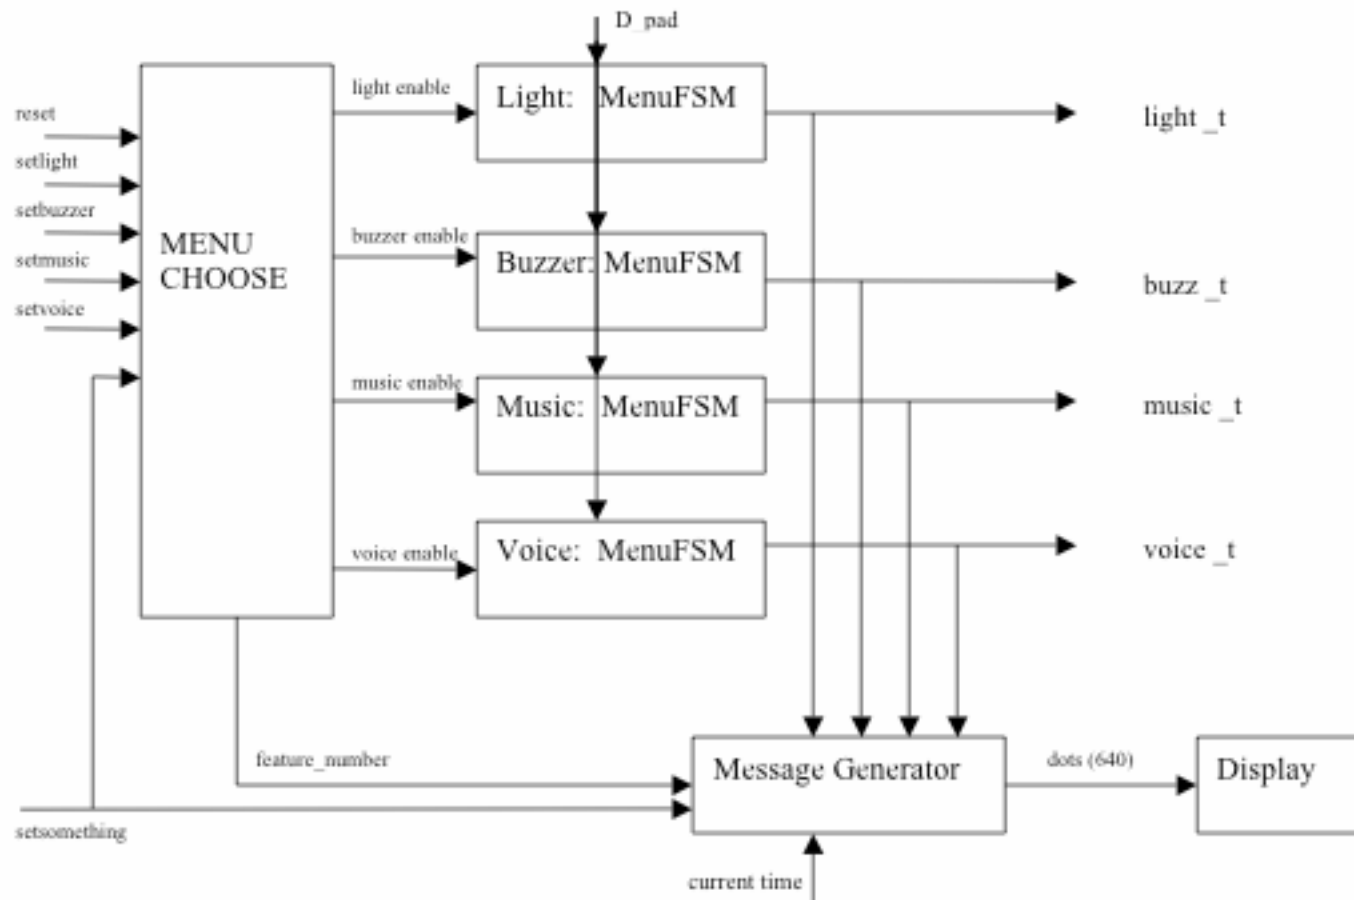 D_pad
reset
setlight
setbuzzer
setmusic
setvoice
MENU
CHOOSE
light enable
buzzer enable
music enable
voice enable
Light: MenuFSM
Buzzer: MenuFSM
Music: MenuFSM
Voice: MenuFSM
light _t
buzz _t
music _t
voice _t
feature_number
setsomething
Message Generator
current time
dots (640)
Display